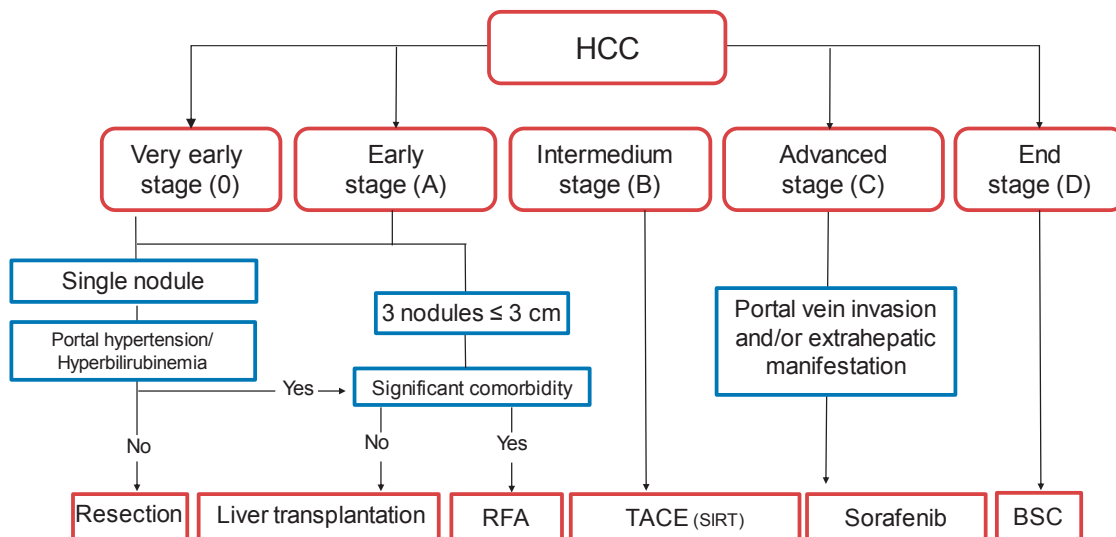 HCC
Very early
stage (0)
Early
stage (A)
Intermedium
stage (B)
Advanced
stage (C)
End
stage (D)
Single nodule
3 nodules ≤ 3 cm
Portal vein invasion
and/or extrahepatic
manifestation
Portal hypertension/
Hyperbilirubinemia
Yes
Significant comorbidity
No
No
Yes
Resection
Liver transplantation
RFA
TACE (SIRT)
Sorafenib
BSC